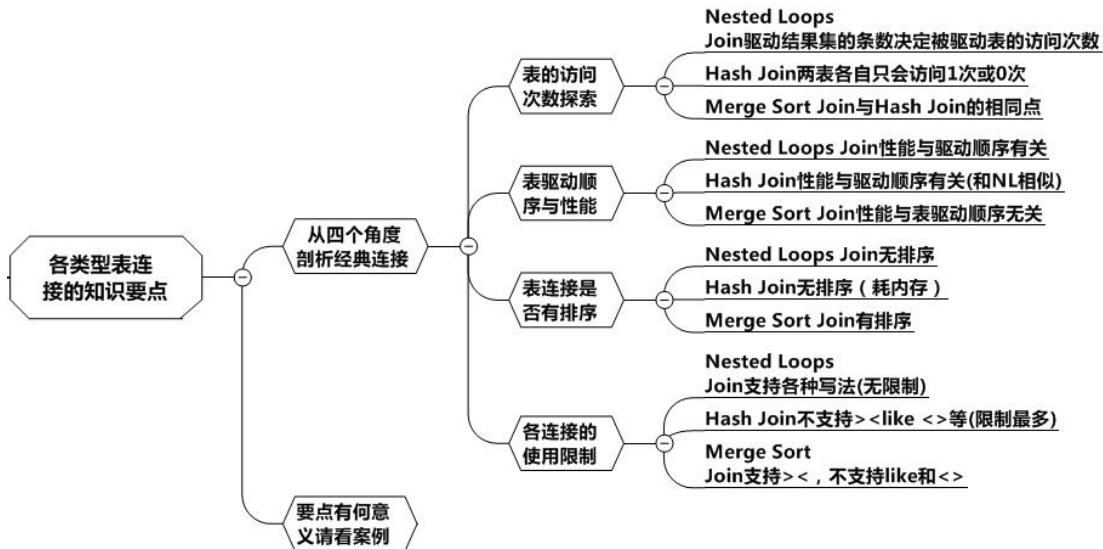 各类型表连
接的知识要点
从四个角度
剖析经典连接
表的访问
次数探索
Nested Loops
Join驱动结果集的条数决定被驱动表的访问次数
Hash Join两表各自只会访问1次或0次
Merge Sort Join与Hash Join的相同点
表驱动顺
序与性能
Nested Loops Join性能与驱动顺序有关
Hash Join性能与驱动顺序有关(和NL相似)
Merge Sort Join性能与表驱动顺序无关
表连接是
否有排序
Nested Loops Join无排序
Hash Join无排序（耗内存）
Merge Sort Join有排序
各连接的
使用限制
Nested Loops
Join支持各种写法(无限制)
Hash Join不支持><like <>等(限制最多)
Merge Sort
Join支持><，不支持like和<>
要点有何意
义请看案例